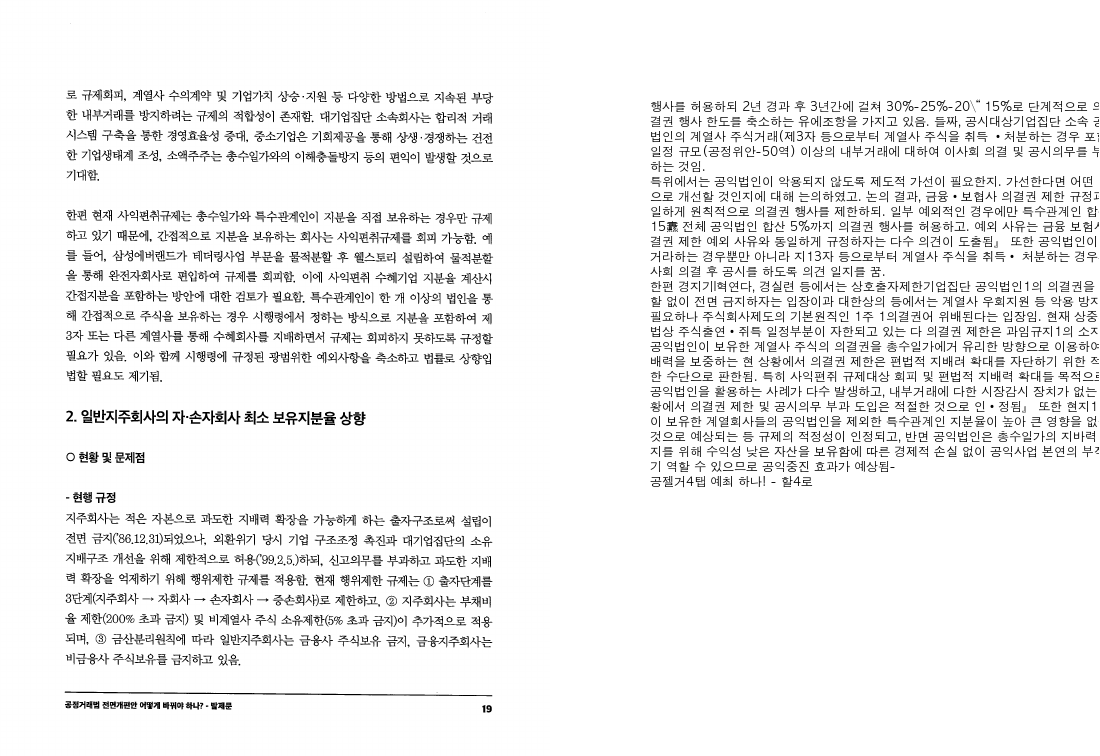 로 규제회피, 계열사 수의계약 및 기업가치 상승·지원 등 다양한 방법으로 지속된 부당
한 내부거래를 방지하려는 규제의 적합성이 존재함. 대기업집단 소속회사는 합리적 거래
시스템 구축을 통한 경영효율성 증대, 중소기업은 기회제공을 통해 상생·경쟁하는 건전
한 기업생태계 조성, 소액주주는 총수일가와의 이해충돌방지 등의 편익이 발생할 것으로
기대함.
한편 현재 사익편취규제는 총수일가와 특수관계인이 지분을 직접 보유하는 경우만 규제
하고 있기 때문에, 간접적으로 지분을 보유하는 회사는 사익편취규제를 회피 가능함. 예
를 들어, 삼성에버랜드가 테더링사업 부문을 물적분할 후 웰스토리 설립하여 물적분할
을 통해 완전자회사로 편입하여 규제를 회피함. 이에 사익편취 수혜기업 지분율 계산시
간접지분을 포함하는 방안에 대한 검토가 필요함. 특수관계인이 한 개 이상의 법인을 통
해 간접적으로 주식을 보유하는 경우 시행령에서 정하는 방식으로 지분을 포함하여 제
3자 또는 다른 계열사를 통해 수혜회사를 지배하면서 규제는 회피하지 못하도록 규정할
필요가 있음. 이와 함께 시행령에 규정된 광범위한 예외사항을 축소하고 법률로 상향입
법할 필요도 제기됨.
2. 일반지주회사의 자·손자회사 최소 보유지분율 상향
○ 현황 및 문제점
- 현행 규정
지주회사는 적은 자본으로 과도한 지배력 확장을 가능하게 하는 출자구조로써 설립이
전면 금지('86.12.31)되었으나, 외환위기 당시 기업 구조조정 촉진과 대기업집단의 소유
지배구조 개선을 위해 제한적으로 허용('99.2.5.)하되, 신고의무를 부과하고 과도한 지배
력 확장을 억제하기 위해 행위제한 규제를 적용함. 현재 행위제한 규제는 ① 출자단계를
3단계(지주회사 → 자회사 → 손자회사 → 증손회사)로 제한하고, ② 지주회사는 부채비
율 제한(200% 초과 금지) 및 비계열사 주식 소유제한(5% 초과 금지)이 추가적으로 적용
되며, ③ 금산분리원칙에 따라 일반지주회사는 금융사 주식보유 금지, 금융지주회사는
비금융사 주식보유를 금지하고 있음.
공정거래법 전면개편안 어떻게 바꿔야 하나? - 발제문
19
행사를 허용하되 2년 경과 후 3년간에 걸쳐 30%-25%-20\“ 15%로 단계적으로 의
결권 행사 한도를 축소하는 유에조항을 가지고 있음. 들짜, 공시대상기업집단 소속 공
법인의 계열사 주식거래(제3자 등으로부터 계열사 주식을 취득 • 처분하는 경우 포함
일정 규모(공정위안-50역) 이상의 내부거래에 대하여 이사회 의결 및 공시의무를 부
하는 것임.
특위에서는 공익법인이 악용되지 않도록 제도적 가선이 필요한지. 가선한다면 어떤
으로 개선할 것인지에 대해 논의하였고. 논의 결과, 금융 • 보협사 의결권 제한 규정과
일하게 원칙적으로 의결권 행사를 제한하되. 일부 예외적인 경우에만 특수관계인 합
15 전체 공익법인 합산 5%까지 의결권 행사를 허용하고. 예외 사유는 금융 보험사
결권 제한 예외 사유와 동일하게 규정하자는 다수 의견이 도출됨』 또한 공익법인이
거라하는 경우뿐만 아니라 지13자 등으로부터 계열사 주식을 취득 • 처분하는 경우
사회 의결 후 공시를 하도록 의견 일지를 꿈.
한편 경지기|혁연다, 경실련 등에서는 상호출자제한기업집단 공익법인1의 의결권을
할 없이 전면 금지하자는 입장이과 대한상의 등에서는 계열사 우회지원 등 악용 방지
필요하나 주식회사제도의 기본원직인 1주 1의결권어 위배된다는 입장임. 현재 상중
법상 주식출연 • 취특 일정부분이 자한되고 있는 다 의결권 제한은 과임규지1의 소지
공익법인이 보유한 계열사 주식의 의결권을 총수일가에거 유리한 방향으로 이용하여
배력을 보중하는 현 상황에서 의결권 제한은 편법적 지배려 확대를 자단하기 위한 적
한 수단으로 판한됨. 특히 사익편쥐 규제대상 희피 및 편법적 지배력 확대들 목적으로
공익법인을 활용하는 사례가 다수 발생하고, 내부거래에 다한 시장감시 장치가 없는
황에서 의결권 제한 및 공시의무 부과 도입은 적절한 것으로 인 • 정됨』 또한 현지1
이 보유한 계열회사들의 공익법인을 제외한 특수관계인 지분율이 높아 큰 영향을 없
것으로 예상되는 등 규제의 적정성이 인정되고, 반면 공익법인은 총수일가의 지바력
지를 위해 수익성 낮은 자산을 보유함에 따른 경제적 손실 없이 공익사업 본연의 부적
기 역할 수 있으므로 공익중진 효과가 예상됨-
공젤거4탭 예최 하나! - 할4로